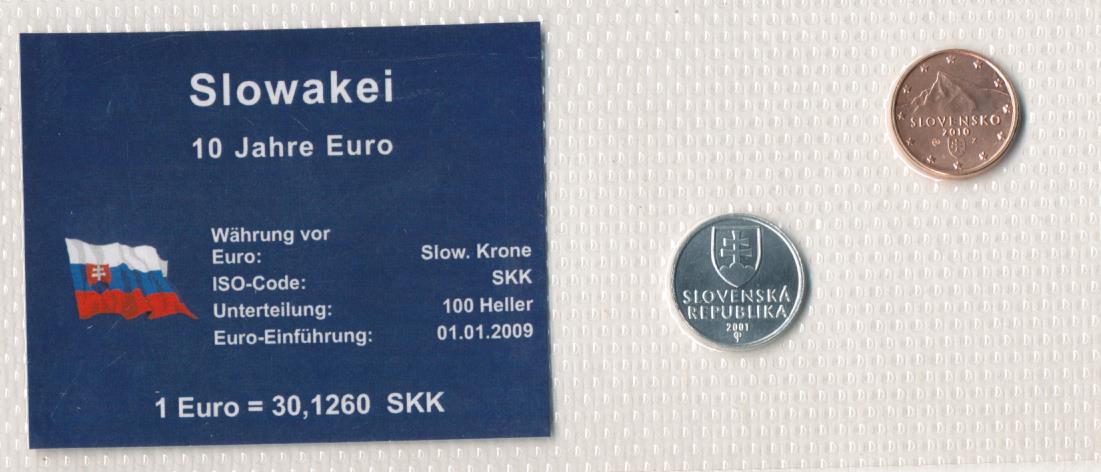 Slowakei
10 Jahre Euro
Währung vor
Euro: Slow. Krone
ISO-Code: SKK
Unterteilung: 100 Heller
Euro-Einführung: 01.01.2009
1 Euro = 30,1260 SKK
SLOVENSKO
2010
SLOVENSKÁ
REPUBLIKA
2001